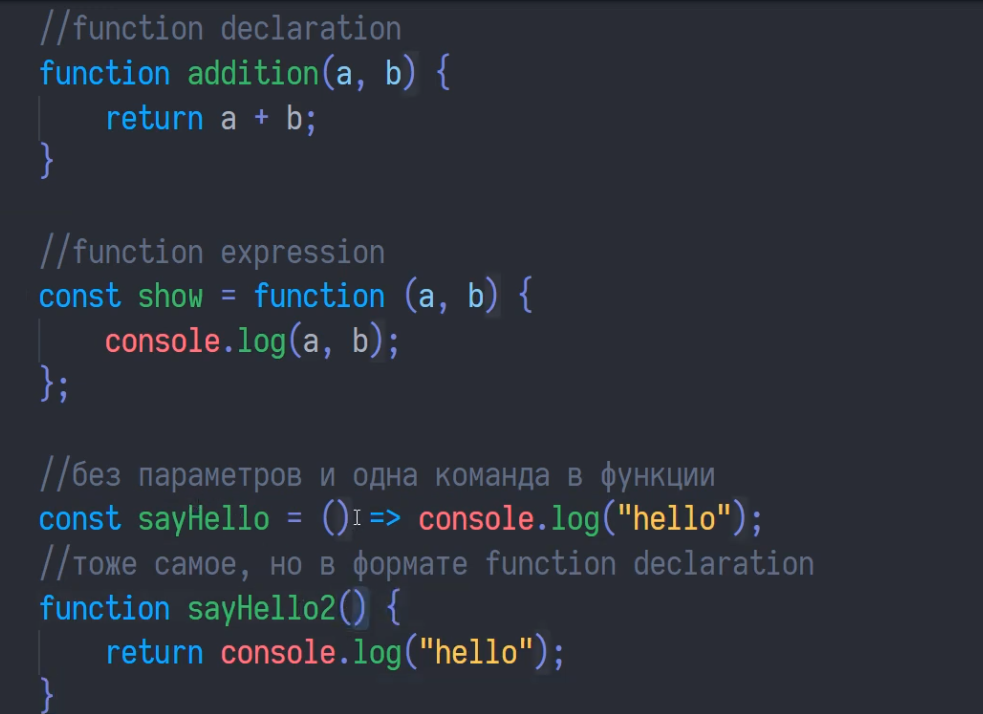 //function declaration
function addition(a, b) {
return a + b;
}
//function expression
const show = function (a, b) {
console.log(a, b);
};
//без параметров и одна команда в функции
const sayHello = () => console.log("hello");
//тоже самое, но в формате function declaration
function sayHello2() {
return console.log("hello");
}